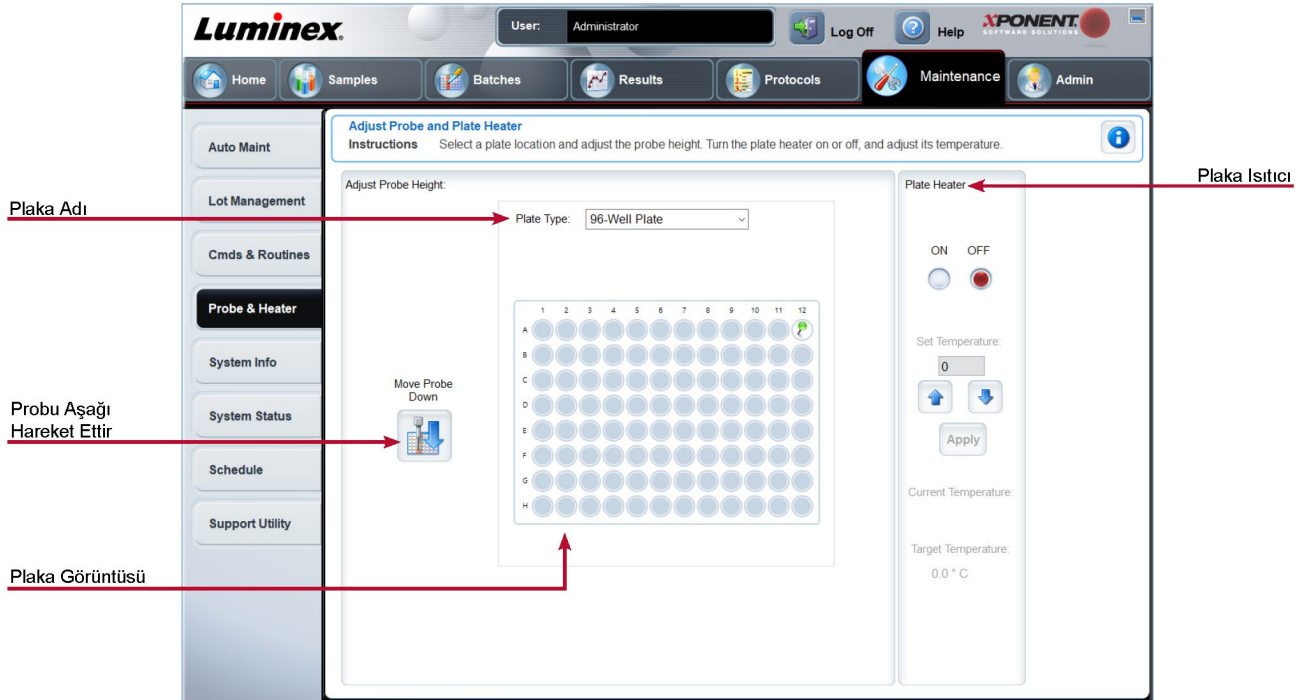 Luminex.
User: Administrator
Log Off
Help
XPONENT.
SOFTWARE SOLUTIONS
Home
Samples
Batches
Results
Protocols
Maintenance
Admin
Adjust Probe and Plate Heater
Instructions Select a plate location and adjust the probe height. Turn the plate heater on or off, and adjust its temperature.
Auto Maint
Lot Management
Cmds & Routines
Probe & Heater
System Info
System Status
Schedule
Support Utility
Plaka Adı
Probu Aşağı
Hareket Ettir
Plaka Görüntüsü
Adjust Probe Height:
Plate Type: 96-Well Plate
Move Probe
Down
1 2 3 4 5 6 7 8 9 10 11 12
A
B
C
D
E
F
G
H
Plate Heater
Plaka Isıtıcı
ON OFF
Set Temperature:
0
Apply
Current Temperature:
Target Temperature:
0.0 ° C